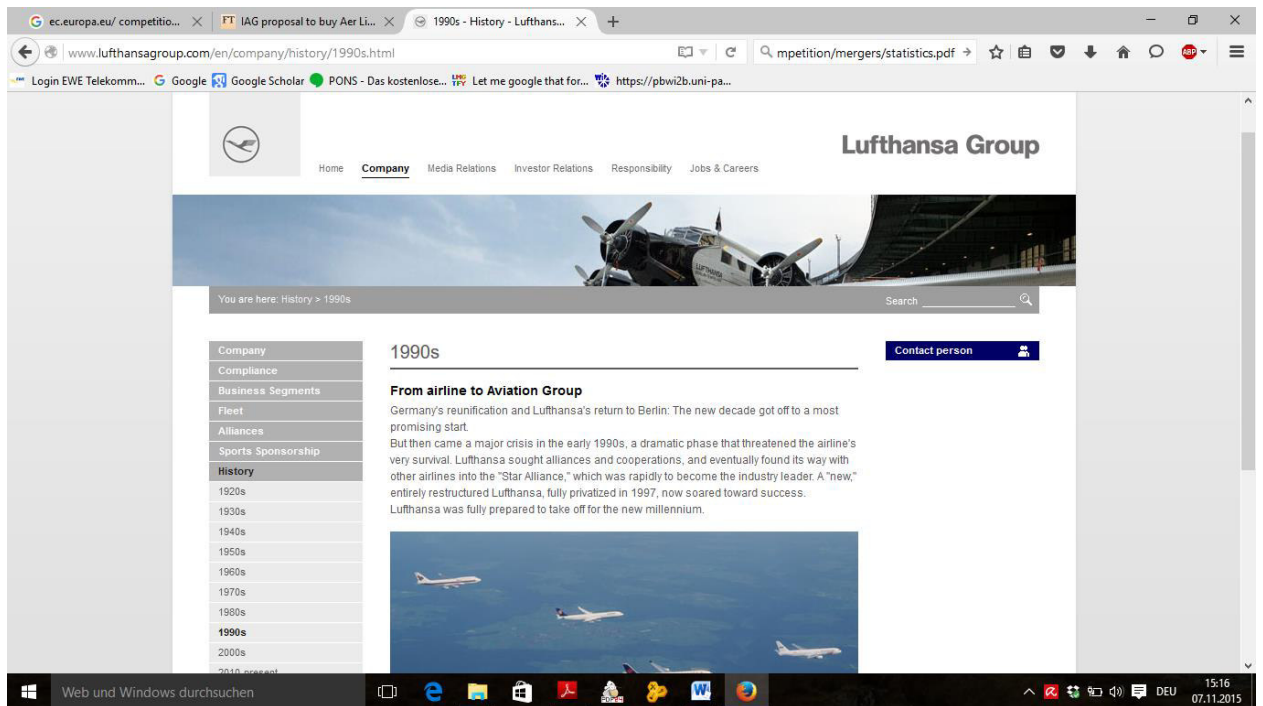 ec.europa.eu/ competitio...
IAG proposal to buy Aer Li...
1990s - History - Lufthans...
www.lufthansagroup.com/en/company/history/1990s.html
mpetition/mergers/statistics.pdf
ABP
Login EWE Telekomm...
Google
Google Scholar
PONS - Das kostenlose...
Let me google that for...
https://pbwi2b.uni-pa...
Lufthansa Group
Home Company Media Relations Investor Relations Responsibility Jobs & Careers
LUFTHANSA
You are here: History > 1990s
Search
Company
Compliance
Business Segments
Fleet
Alliances
Sports Sponsorship
History
1920s
1930s
1940s
1950s
1960s
1970s
1980s
1990s
2000s
2010-present
1990s
From airline to Aviation Group
Germany's reunification and Lufthansa's return to Berlin: The new decade got off to a most
promising start.
But then came a major crisis in the early 1990s, a dramatic phase that threatened the airline's
very survival. Lufthansa sought alliances and cooperations, and eventually found its way with
other airlines into the "Star Alliance," which was rapidly to become the industry leader. A "new,"
entirely restructured Lufthansa, fully privatized in 1997, now soared toward success.
Lufthansa was fully prepared to take off for the new millennium.
Contact person
Web und Windows durchsuchen
DEU
15:16
07.11.2015